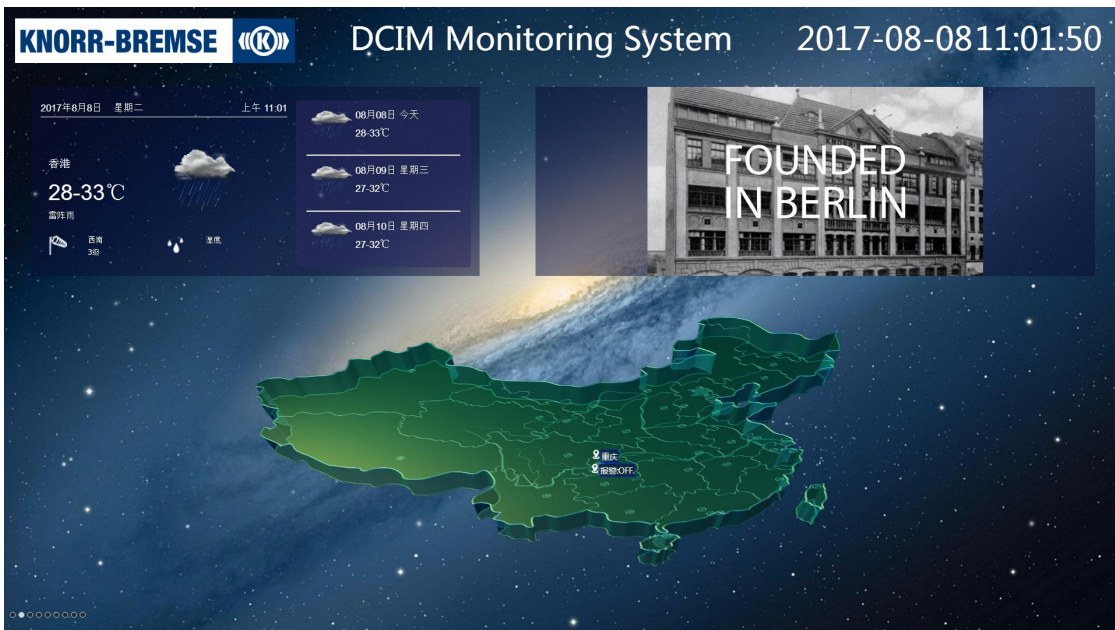 KNORR-BREMSE
DCIM Monitoring System
2017-08-08 11:01:50
2017年8月8日 星期二
上午 11:01
香港
28-33℃
雷阵雨
西南
3级
湿度
08月08日 今天
28-33℃
08月09日 星期三
27-32℃
08月10日 星期四
27-32℃
FOUNDED
IN BERLIN
重庆
报警:OFF.